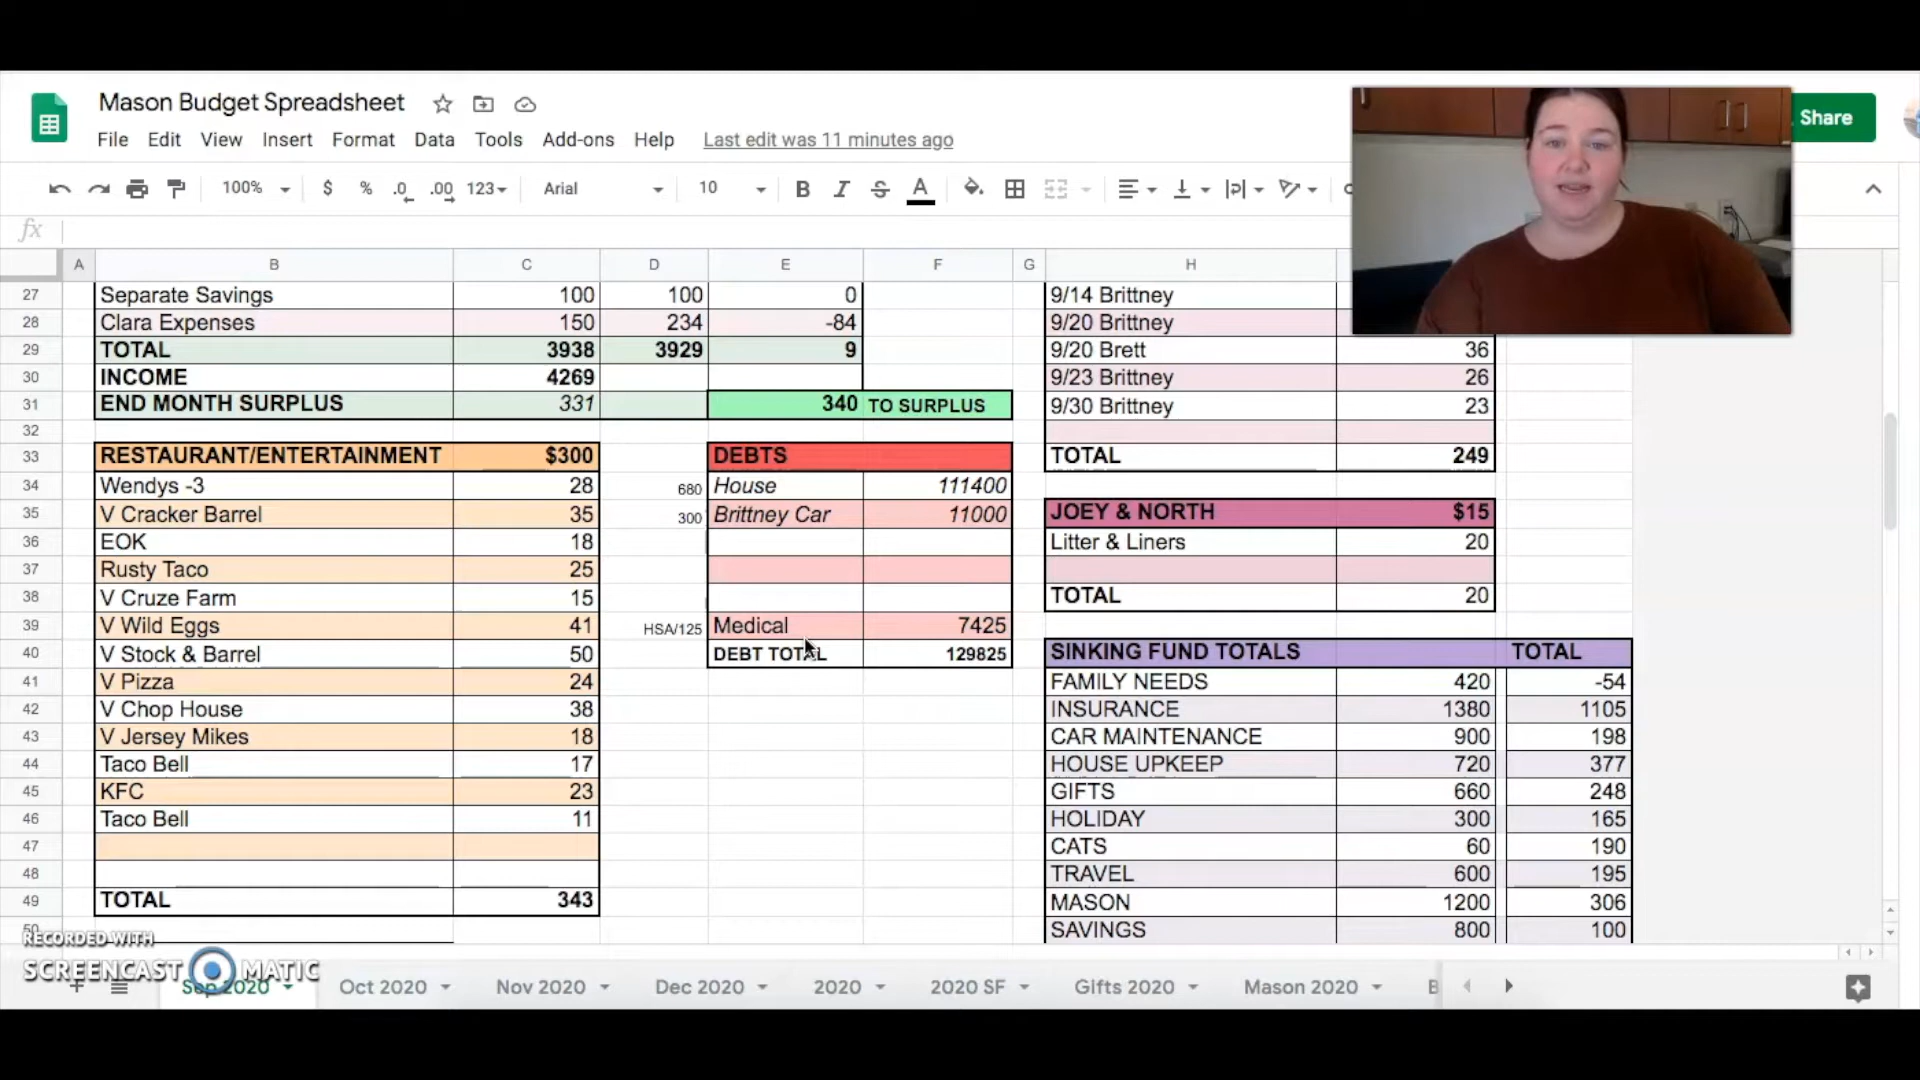 Mason Budget Spreadsheet
File Edit View Insert Format Data Tools Add-ons Help Last edit was 11 minutes ago
Share
100% $ % .0 .00 123 Arial 10 B I S A
fx
A B C D E F G H
27 Separate Savings 100 100 0 9/14 Brittney
28 Clara Expenses 150 234 -84 9/20 Brittney
29 TOTAL 3938 3929 9 9/20 Brett 36
30 INCOME 4269 9/23 Brittney 26
31 END MONTH SURPLUS 331 340 TO SURPLUS 9/30 Brittney 23
32
33 RESTAURANT/ENTERTAINMENT $300 DEBTS TOTAL 249
34 Wendys -3 28 680 House 111400
35 V Cracker Barrel 35 300 Brittney Car 11000 JOEY & NORTH $15
36 EOK 18 Litter & Liners 20
37 Rusty Taco 25
38 V Cruze Farm 15 TOTAL 20
39 V Wild Eggs 41 HSA/125 Medical 7425
40 V Stock & Barrel 50 DEBT TOTAL 129825 SINKING FUND TOTALS TOTAL
41 V Pizza 24 FAMILY NEEDS 420 -54
42 V Chop House 38 INSURANCE 1380 1105
43 V Jersey Mikes 18 CAR MAINTENANCE 900 198
44 Taco Bell 17 HOUSE UPKEEP 720 377
45 KFC 23 GIFTS 660 248
46 Taco Bell 11 HOLIDAY 300 165
47 CATS 60 190
48 TRAVEL 600 195
49 TOTAL 343 MASON 1200 306
50 SAVINGS 800 100
RECORDED WITH
SCREENCAST MATIC
Sep 2020 Oct 2020 Nov 2020 Dec 2020 2020 2020 SF Gifts 2020 Mason 2020 B